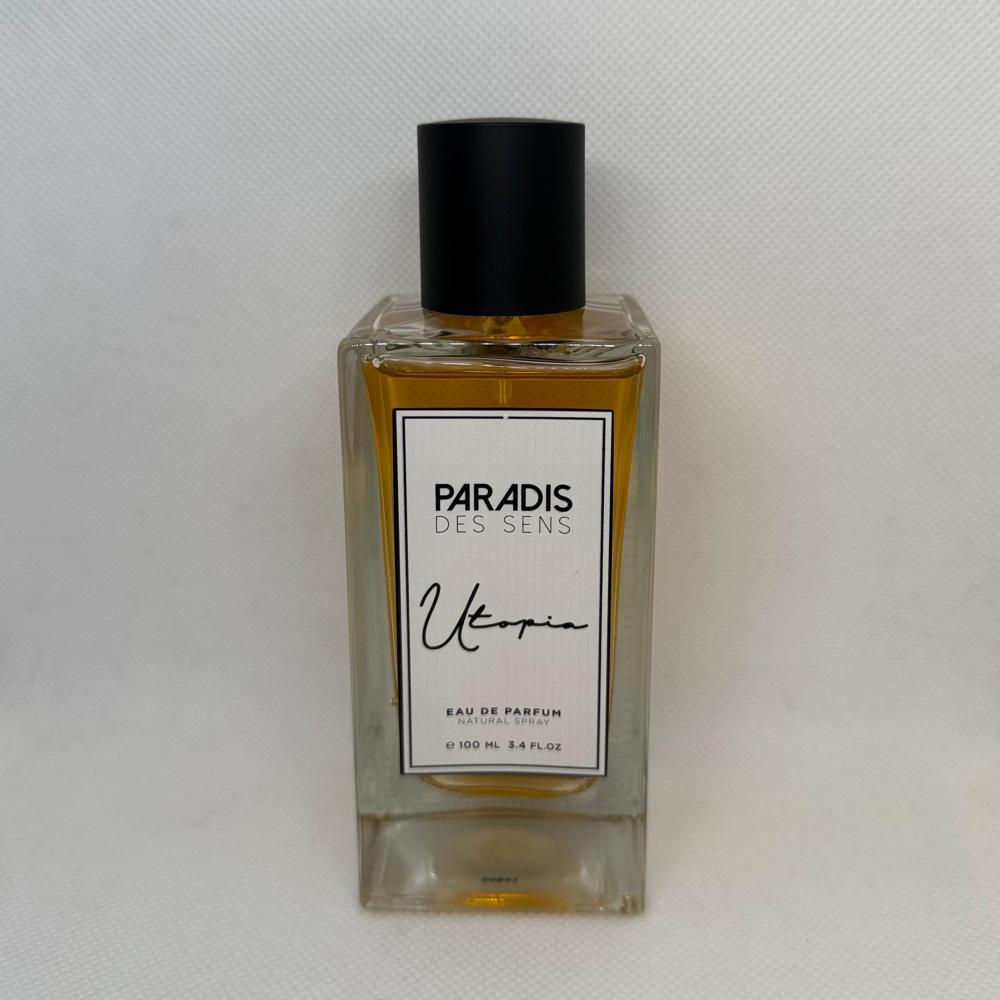 PARADIS
DES SENS
Utopia
EAU DE PARFUM
NATURAL SPRAY
℮ 100 ML 3.4 FL.OZ